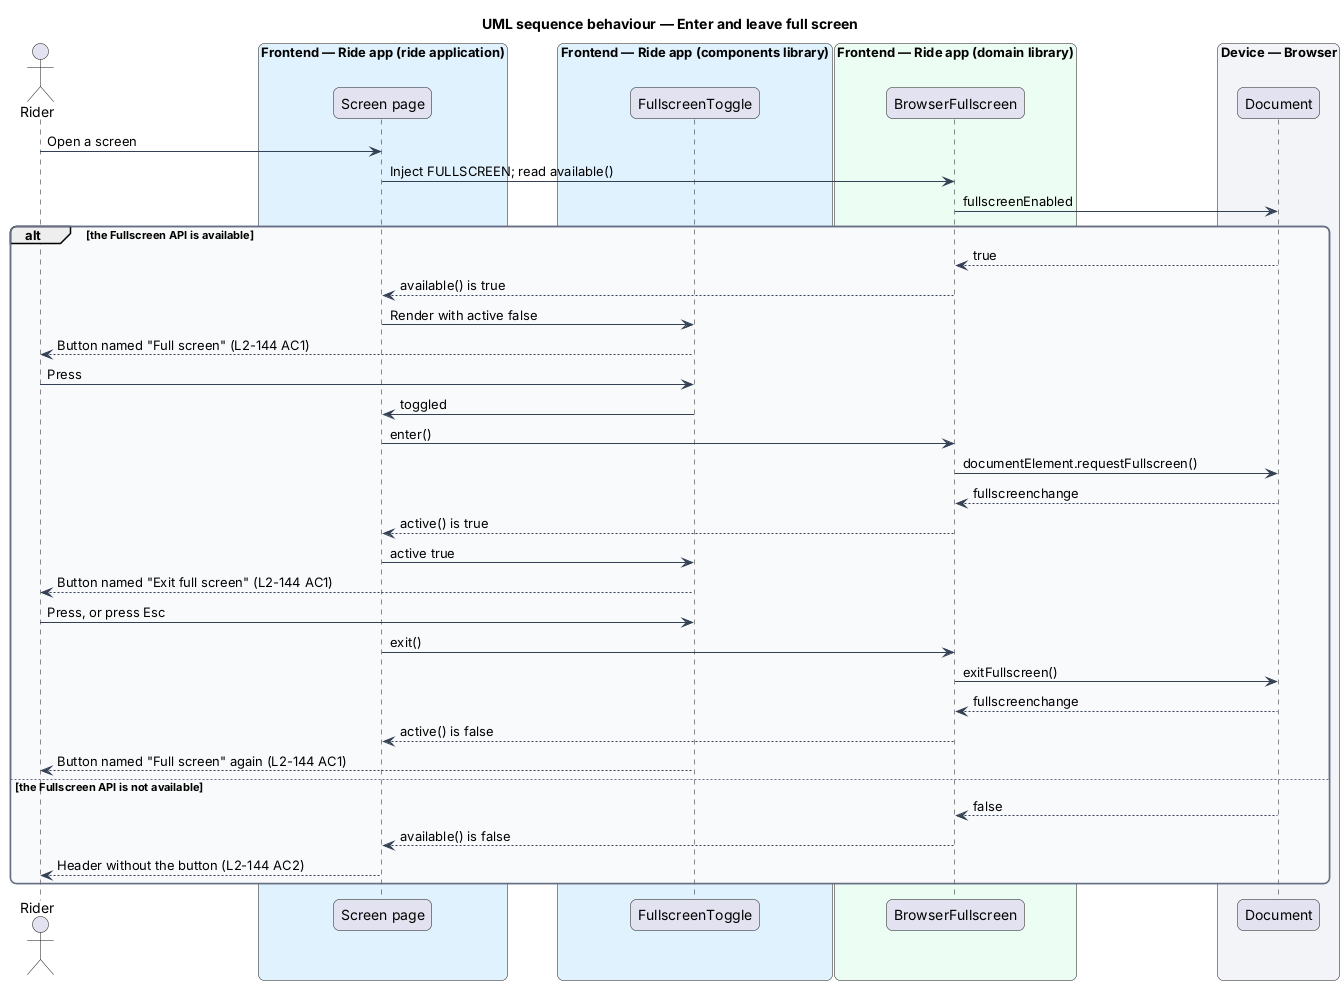 UML sequence behaviour — Enter and leave full screen
Frontend — Ride app (ride application)
Frontend — Ride app (components library)
Frontend — Ride app (domain library)
Device — Browser
Rider
Screen page
FullscreenToggle
BrowserFullscreen
Document
Open a screen
Inject FULLSCREEN; read available()
fullscreenEnabled
alt
[the Fullscreen API is available]
true
available() is true
Render with active false
Button named "Full screen" (L2-144 AC1)
Press
toggled
enter()
documentElement.requestFullscreen()
fullscreenchange
active() is true
active true
Button named "Exit full screen" (L2-144 AC1)
Press, or press Esc
exit()
exitFullscreen()
fullscreenchange
active() is false
Button named "Full screen" again (L2-144 AC1)
[the Fullscreen API is not available]
false
available() is false
Header without the button (L2-144 AC2)
Rider
Screen page
FullscreenToggle
BrowserFullscreen
Document